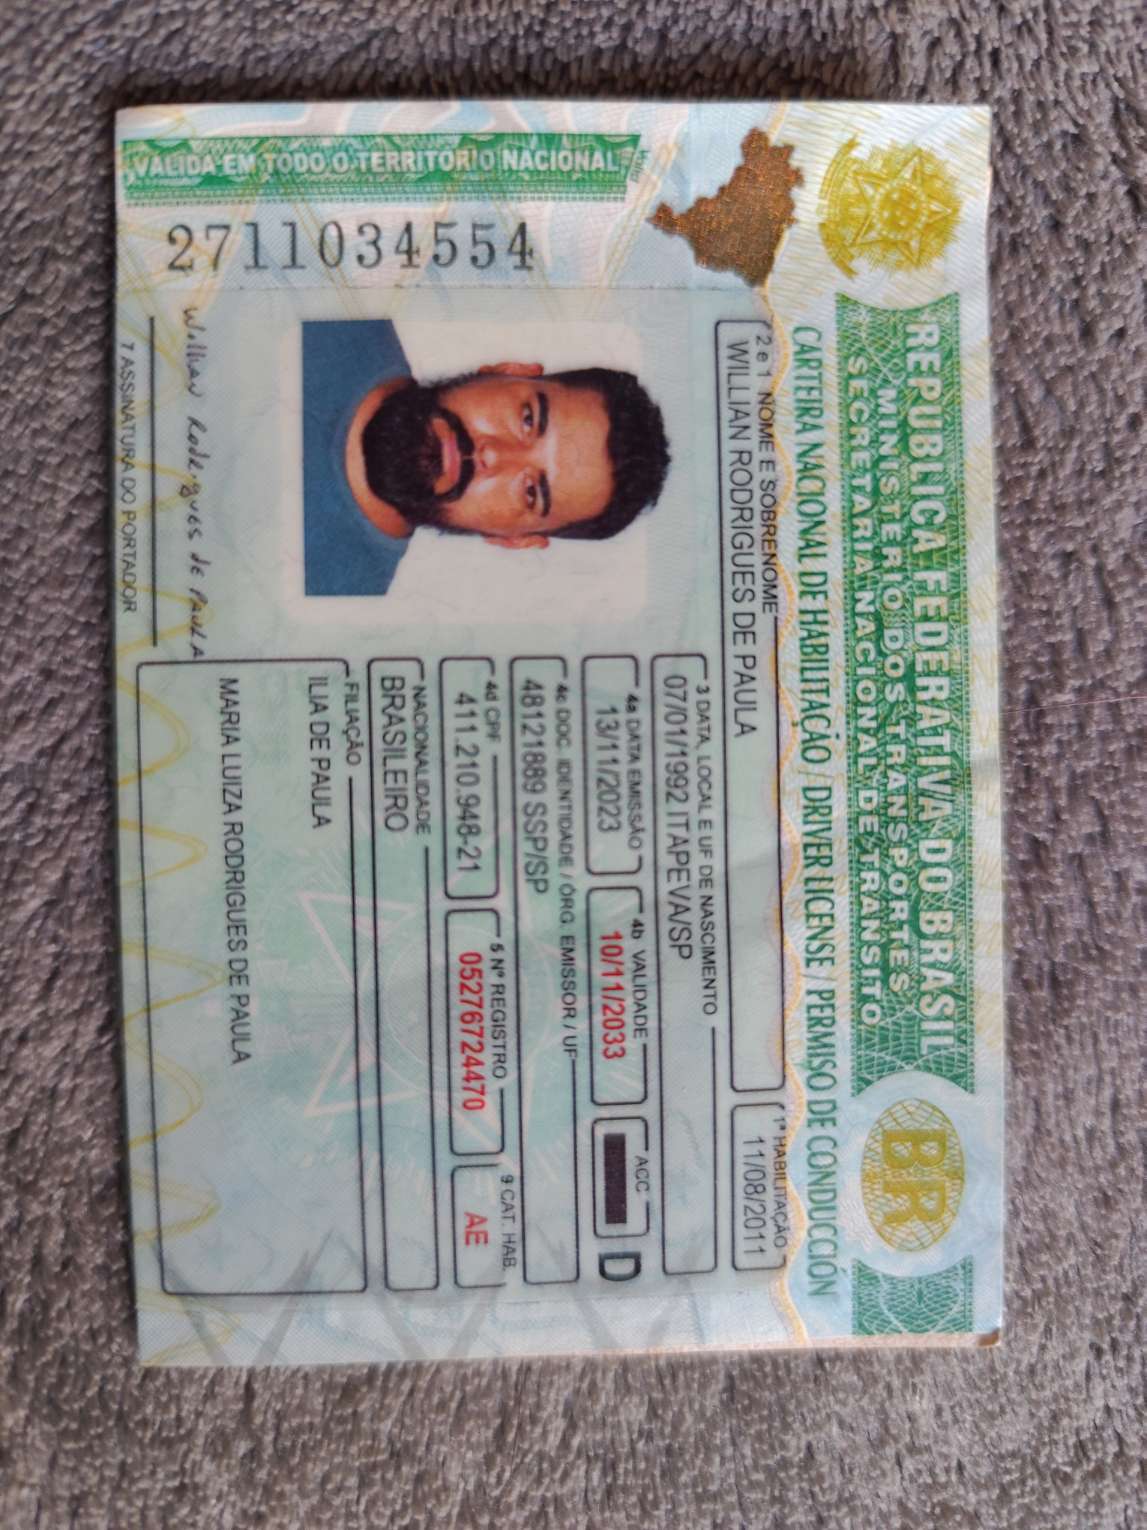 REPÚBLICA FEDERATIVA DO BRASIL
MINISTÉRIO DOS TRANSPORTES
SECRETARIA NACIONAL DE TRÂNSITO
BR
CARTEIRA NACIONAL DE HABILITAÇÃO / DRIVER LICENSE / PERMISO DE CONDUCCIÓN
2 e 1 NOME E SOBRENOME
WILLIAN RODRIGUES DE PAULA
1ª HABILITAÇÃO
11/08/2011
3 DATA, LOCAL E UF DE NASCIMENTO
07/01/1992 ITAPEVA/SP
4a DATA EMISSÃO
13/11/2023
4b VALIDADE
10/11/2033
ACC
D
4c DOC. IDENTIDADE / ÓRG. EMISSOR / UF
48121889 SSP/SP
4d CPF
411.210.948-21
5 Nº REGISTRO
05276724470
9 CAT. HAB.
AE
NACIONALIDADE
BRASILEIRO
FILIAÇÃO
ILIA DE PAULA
MARIA LUIZA RODRIGUES DE PAULA
Willian Rodrigues de Paula
7 ASSINATURA DO PORTADOR
VÁLIDA EM TODO O TERRITÓRIO NACIONAL
2711034554